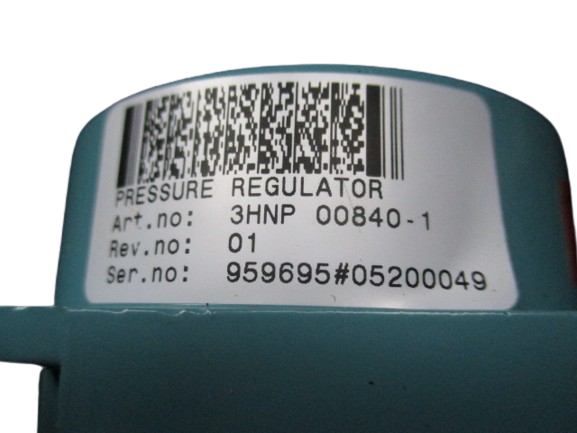 PRESSURE REGULATOR
Art.no: 3HNP 00840-1
Rev.no: 01
Ser.no: 959695#05200049